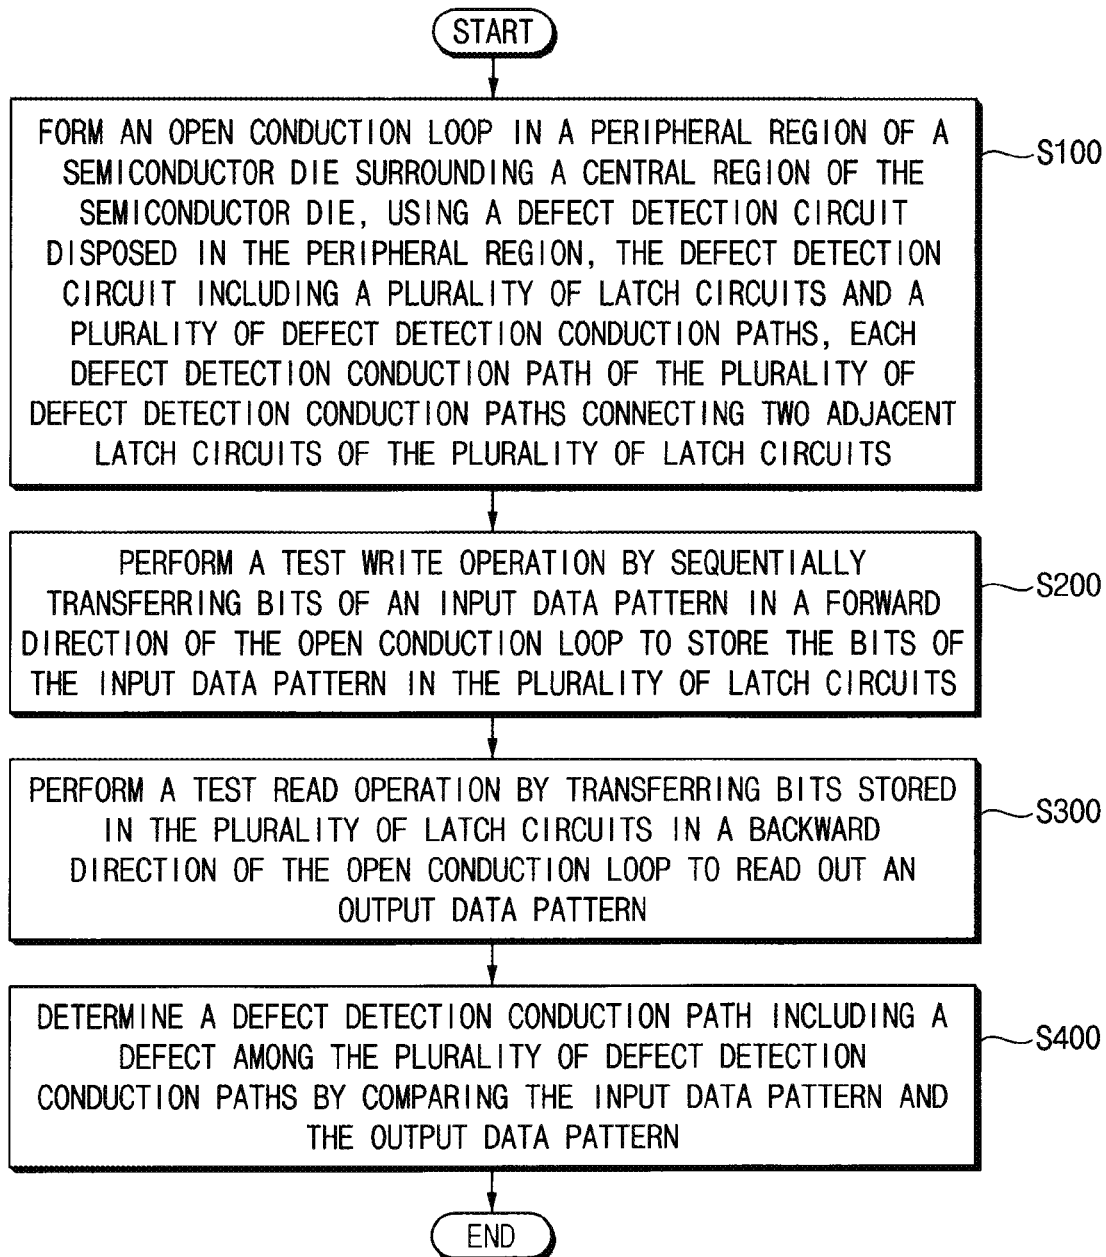 START
FORM AN OPEN CONDUCTION LOOP IN A PERIPHERAL REGION OF A
SEMICONDUCTOR DIE SURROUNDING A CENTRAL REGION OF THE
SEMICONDUCTOR DIE, USING A DEFECT DETECTION CIRCUIT
DISPOSED IN THE PERIPHERAL REGION, THE DEFECT DETECTION
CIRCUIT INCLUDING A PLURALITY OF LATCH CIRCUITS AND A
PLURALITY OF DEFECT DETECTION CONDUCTION PATHS, EACH
DEFECT DETECTION CONDUCTION PATH OF THE PLURALITY OF
DEFECT DETECTION CONDUCTION PATHS CONNECTING TWO ADJACENT
LATCH CIRCUITS OF THE PLURALITY OF LATCH CIRCUITS
S100
PERFORM A TEST WRITE OPERATION BY SEQUENTIALLY
TRANSFERRING BITS OF AN INPUT DATA PATTERN IN A FORWARD
DIRECTION OF THE OPEN CONDUCTION LOOP TO STORE THE BITS OF
THE INPUT DATA PATTERN IN THE PLURALITY OF LATCH CIRCUITS
S200
PERFORM A TEST READ OPERATION BY TRANSFERRING BITS STORED
IN THE PLURALITY OF LATCH CIRCUITS IN A BACKWARD
DIRECTION OF THE OPEN CONDUCTION LOOP TO READ OUT AN
OUTPUT DATA PATTERN
S300
DETERMINE A DEFECT DETECTION CONDUCTION PATH INCLUDING A
DEFECT AMONG THE PLURALITY OF DEFECT DETECTION
CONDUCTION PATHS BY COMPARING THE INPUT DATA PATTERN AND
THE OUTPUT DATA PATTERN
S400
END